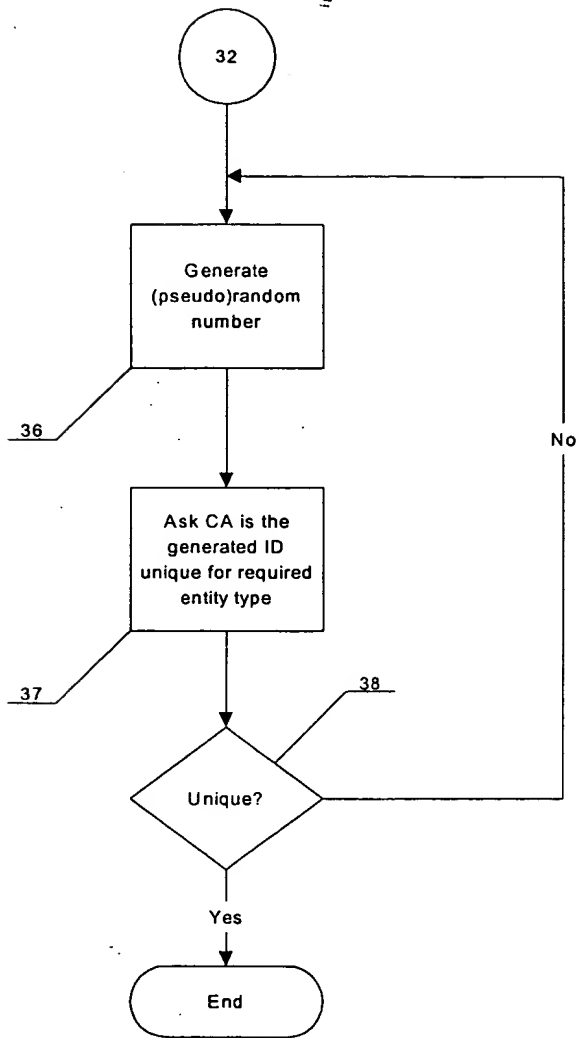 32
Generate
(pseudo)random
number
36
No
Ask CA is the
generated ID
unique for required
entity type
37
38
Unique?
Yes
End